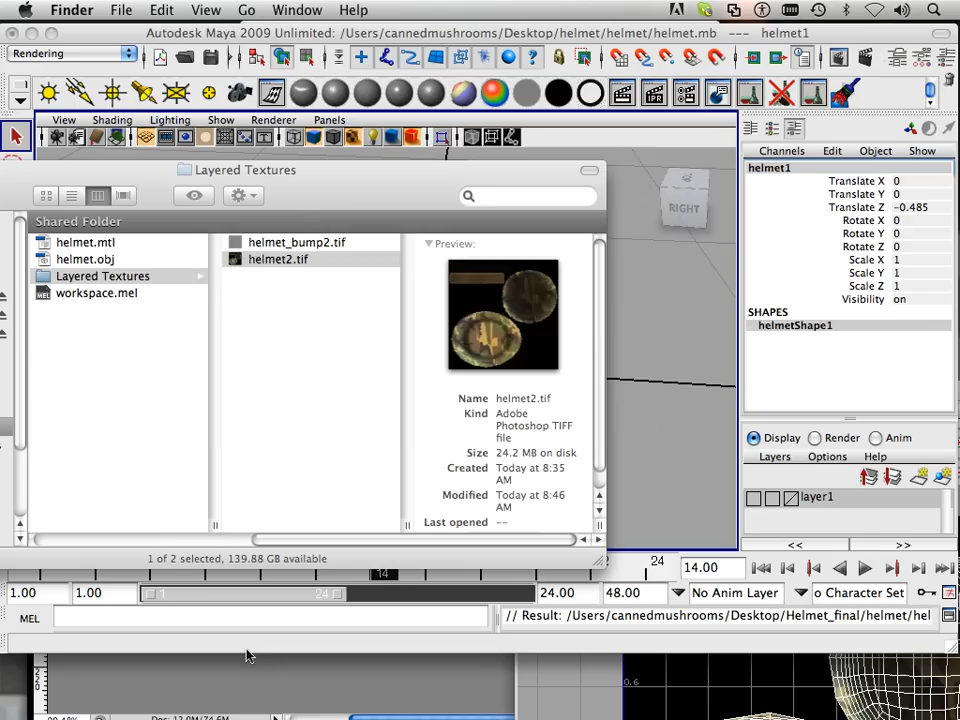 Finder File Edit View Go Window Help
Autodesk Maya 2009 Unlimited: /Users/cannedmushrooms/Desktop/helmet/helmet/helmet.mb --- helmet1
Rendering
IPR
View Shading Lighting Show Renderer Panels
Layered Textures
Shared Folder
helmet.mtl
helmet.obj
Layered Textures
workspace.mel
MEL
helmet_bump2.tif
helmet2.tif
Preview:
Name helmet2.tif
Kind Adobe
Photoshop TIFF
file
Size 24.2 MB on disk
Created Today at 8:35
AM
Modified Today at 8:46
AM
Last opened --
1 of 2 selected, 139.88 GB available
RIGHT
Channels Edit Object Show
helmet1
Translate X 0
Translate Y 0
Translate Z -0.485
Rotate X 0
Rotate Y 0
Rotate Z 0
Scale X 1
Scale Y 1
Scale Z 1
Visibility on
SHAPES
helmetShape1
Display Render Anim
Layers Options Help
layer1
<< >>
14 24 14.00
1.00 1.00 1 24 24.00 48.00 No Anim Layer o Character Set
MEL // Result: /Users/cannedmushrooms/Desktop/Helmet_final/helmet/hel
0.6